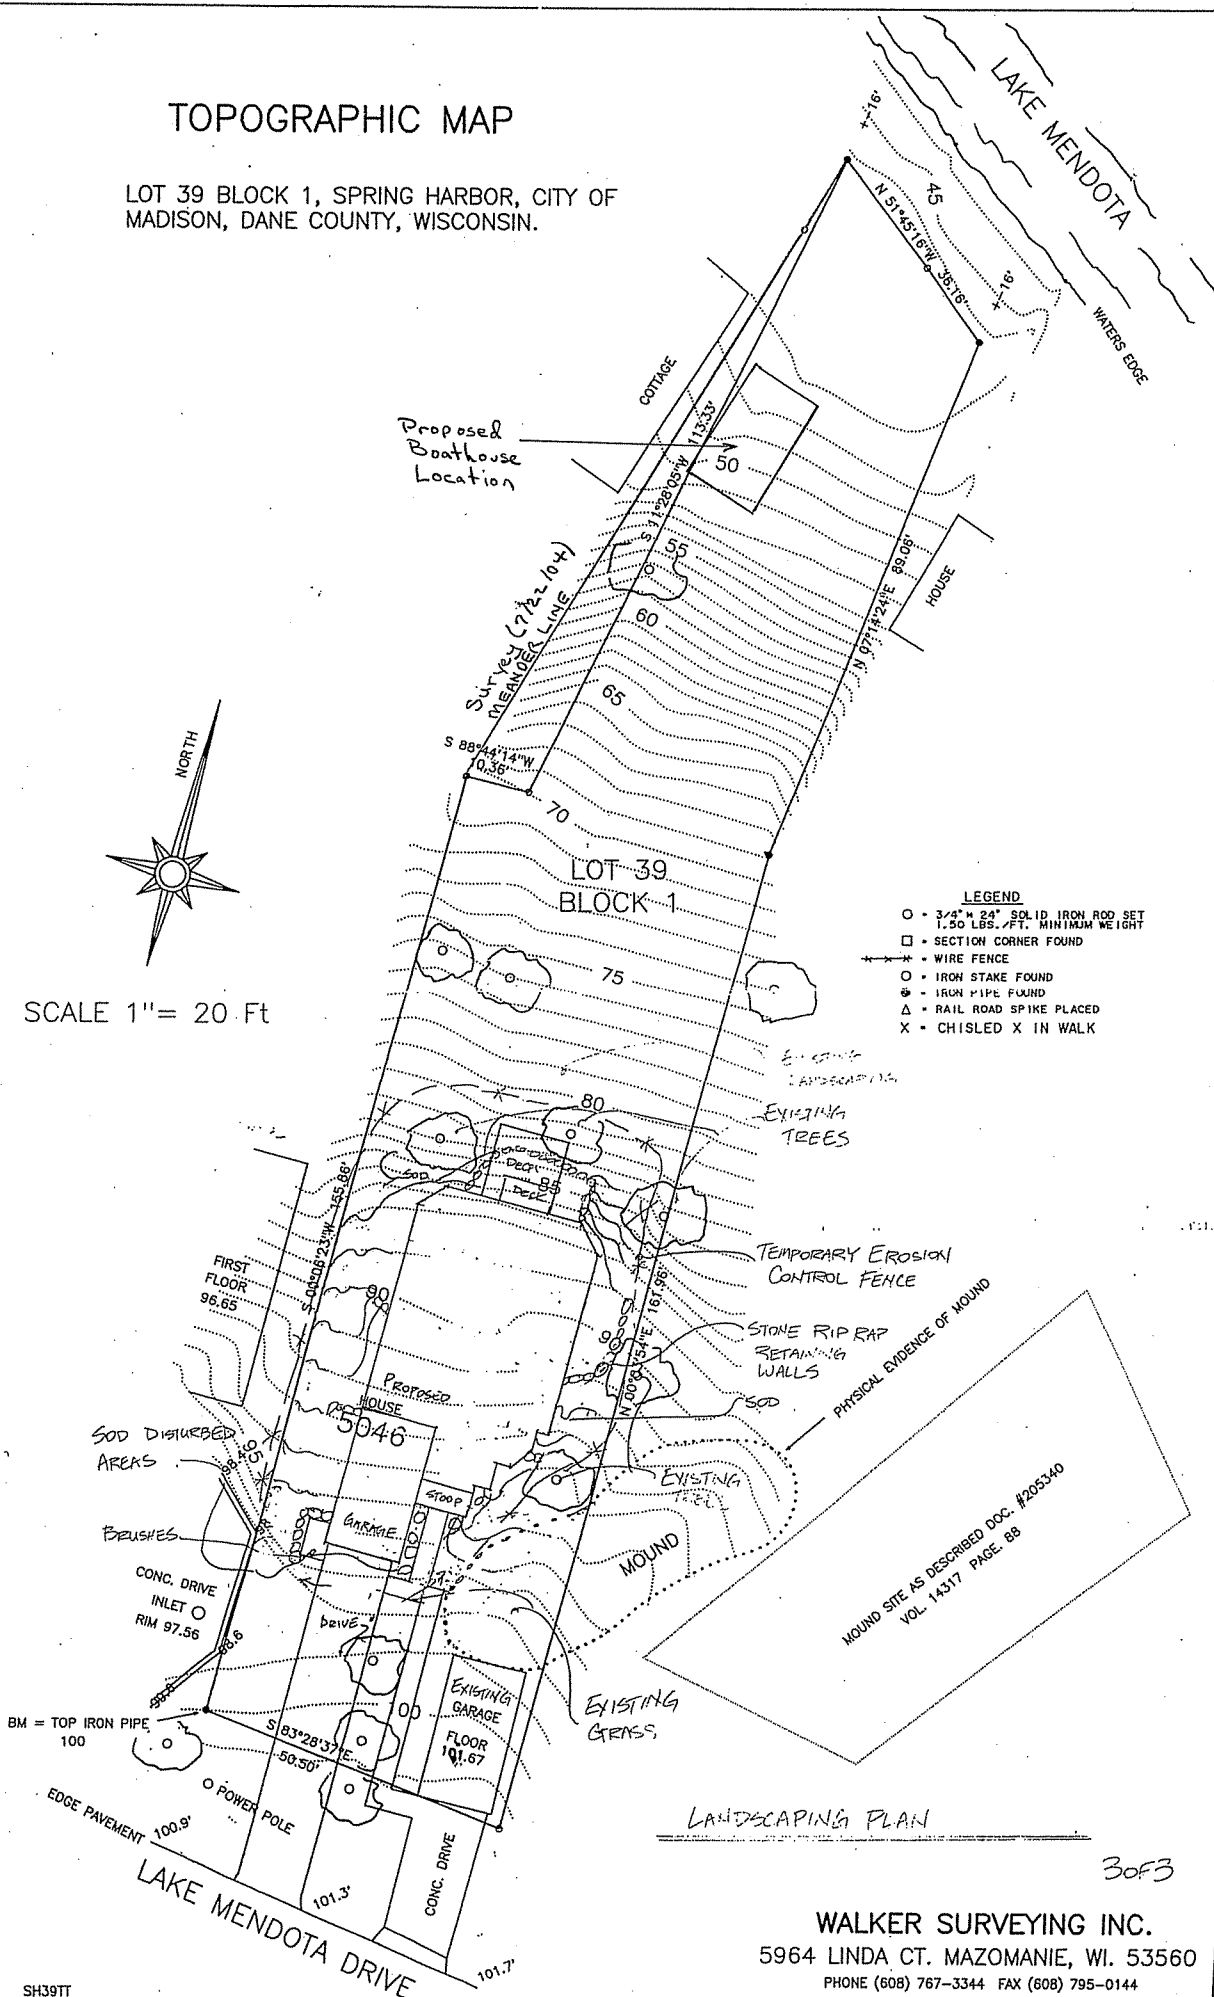 TOPOGRAPHIC MAP
LOT 39 BLOCK 1, SPRING HARBOR, CITY OF
MADISON, DANE COUNTY, WISCONSIN.
LAKE MENDOTA
16'
45
N 51°45'16"W 36.16'
16'
WATERS EDGE
COTTAGE
Proposed
Boathouse
Location
50
S 11°28'05"W 113.33'
55
60
65
Survey (7/22/04)
MEANDER LINE
N 07°14'24"E 89.06'
HOUSE
NORTH
S 88°44'14"W
10.36'
70
LOT 39
BLOCK 1
75
SCALE 1"= 20 Ft
LEGEND
O - 3/4" x 24" SOLID IRON ROD SET
1.50 LBS./FT. MINIMUM WEIGHT
□ - SECTION CORNER FOUND
x-x-x - WIRE FENCE
O - IRON STAKE FOUND
- IRON PIPE FOUND
△ - RAIL ROAD SPIKE PLACED
X - CHISLED X IN WALK
EXISTING
LANDSCAPING
EXISTING
TREES
80
SOD
DECK
DECK
85
S 00°06'23"W 155.86'
FIRST
FLOOR
96.65
90
TEMPORARY EROSION
CONTROL FENCE
161.96'
90
STONE RIP RAP
RETAINING
WALLS
SOD
PHYSICAL EVIDENCE OF MOUND
PROPOSED
HOUSE
5046
SOD DISTURBED
AREAS
95
98.4
EXISTING
STOOP
GARAGE
BRUSHES
MOUND
MOUND SITE AS DESCRIBED DOC. #205340
VOL. 14317 PAGE. 88
CONC. DRIVE
INLET O
RIM 97.56
98.6
DRIVE
BM = TOP IRON PIPE
100
100
S 83°28'37"E
50.50'
EXISTING
GARAGE
FLOOR
101.67
EXISTING
GRASS
POWER POLE
EDGE PAVEMENT 100.9'
101.3'
CONC. DRIVE
101.7'
LAKE MENDOTA DRIVE
LANDSCAPING PLAN
3 OF 3
WALKER SURVEYING INC.
5964 LINDA CT. MAZOMANIE, WI. 53560
PHONE (608) 767-3344 FAX (608) 795-0144
SH39TT